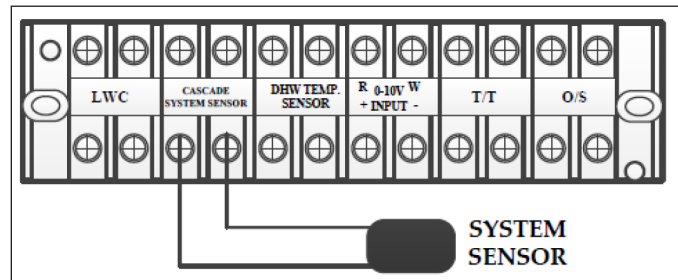 LWC
CASCADE
SYSTEM SENSOR
DHW TEMP.
SENSOR
R 0-10V W
+ INPUT -
T/T
O/S
SYSTEM
SENSOR